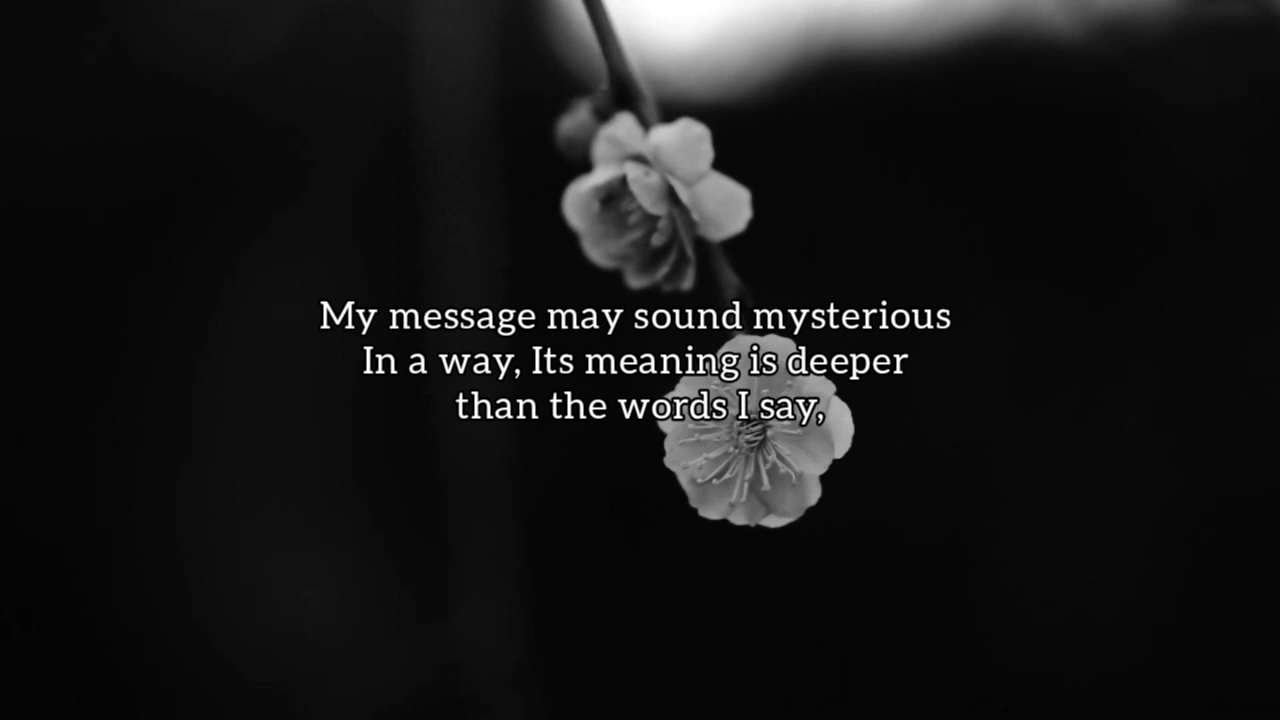 My message may sound mysterious
In a way, Its meaning is deeper
than the words I say,